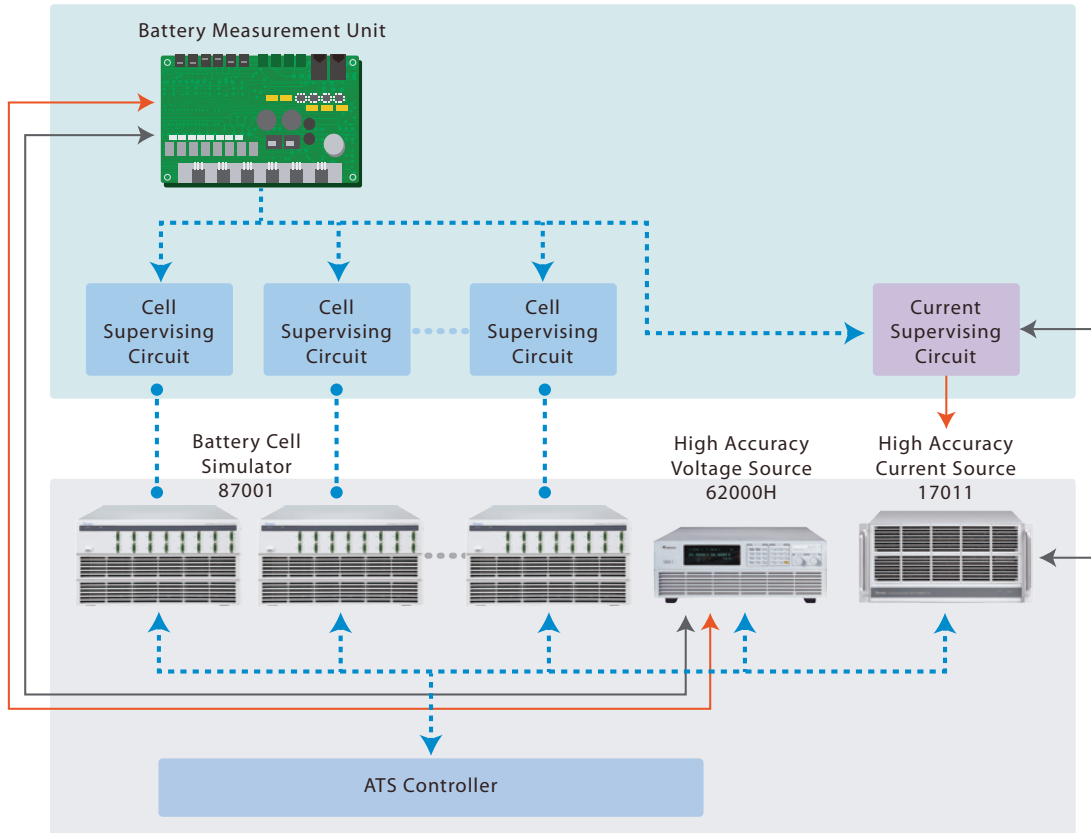 Battery Measurement Unit
Cell
Supervising
Circuit
Cell
Supervising
Circuit
Cell
Supervising
Circuit
Current
Supervising
Circuit
Battery Cell
Simulator
87001
High Accuracy
Voltage Source
62000H
High Accuracy
Current Source
17011
ATS Controller